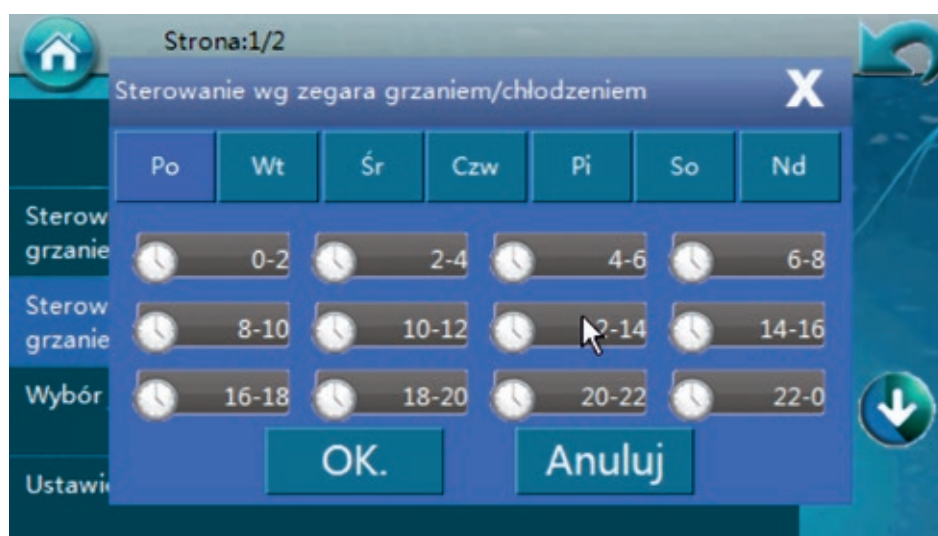 Strona:1/2
Sterowanie wg zegara grzaniem/chłodzeniem
X
Po Wt Śr Czw Pi So Nd
Sterow
grzanie
0-2 2-4 4-6 6-8
Sterow
grzanie
8-10 10-12 2-14 14-16
Wybór
16-18 18-20 20-22 22-0
OK. Anuluj
Ustawi